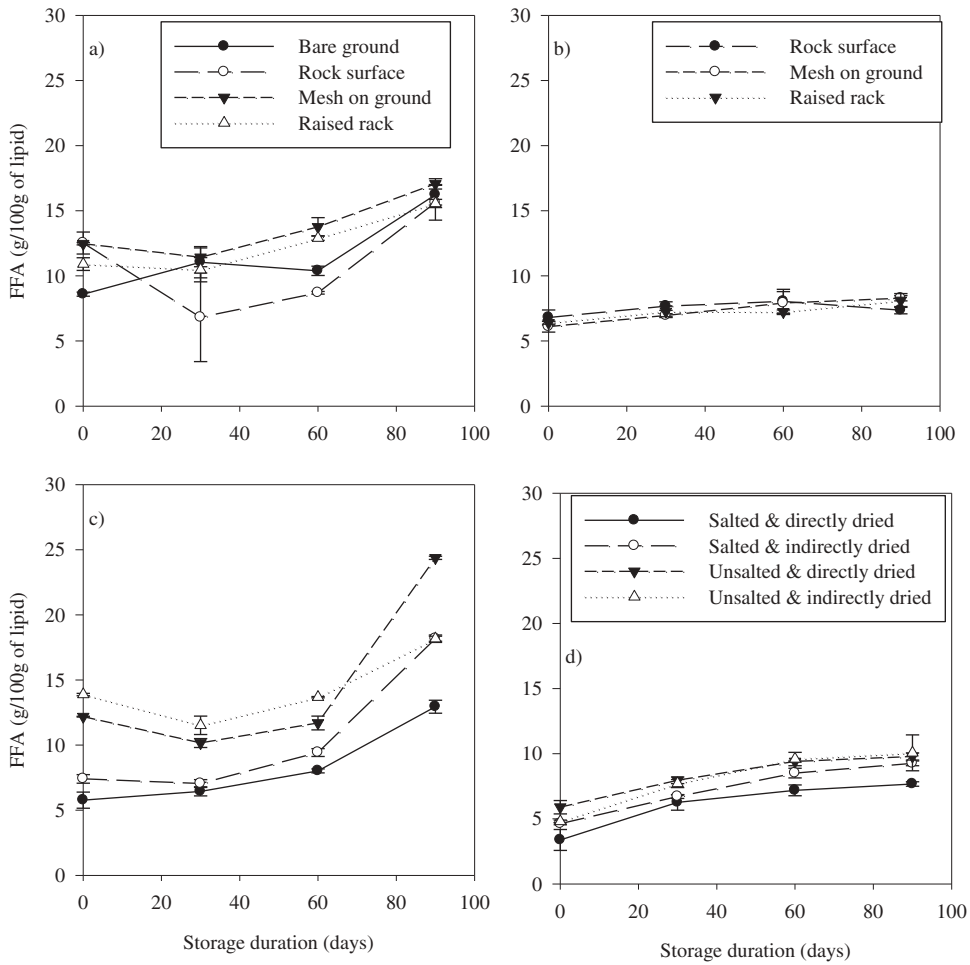 a)
Bare ground
Rock surface
Mesh on ground
Raised rack
30
25
20
15
10
5
0
0 20 40 60 80 100
FFA (g/100g of lipid)
b)
Rock surface
Mesh on ground
Raised rack
30
25
20
15
10
5
0
0 20 40 60 80 100
c)
30
25
20
15
10
5
0
0 20 40 60 80 100
FFA (g/100g of lipid)
Storage duration (days)
Salted & directly dried
Salted & indirectly dried
Unsalted & directly dried
Unsalted & indirectly dried
d)
30
25
20
15
10
5
0
0 20 40 60 80 100
Storage duration (days)